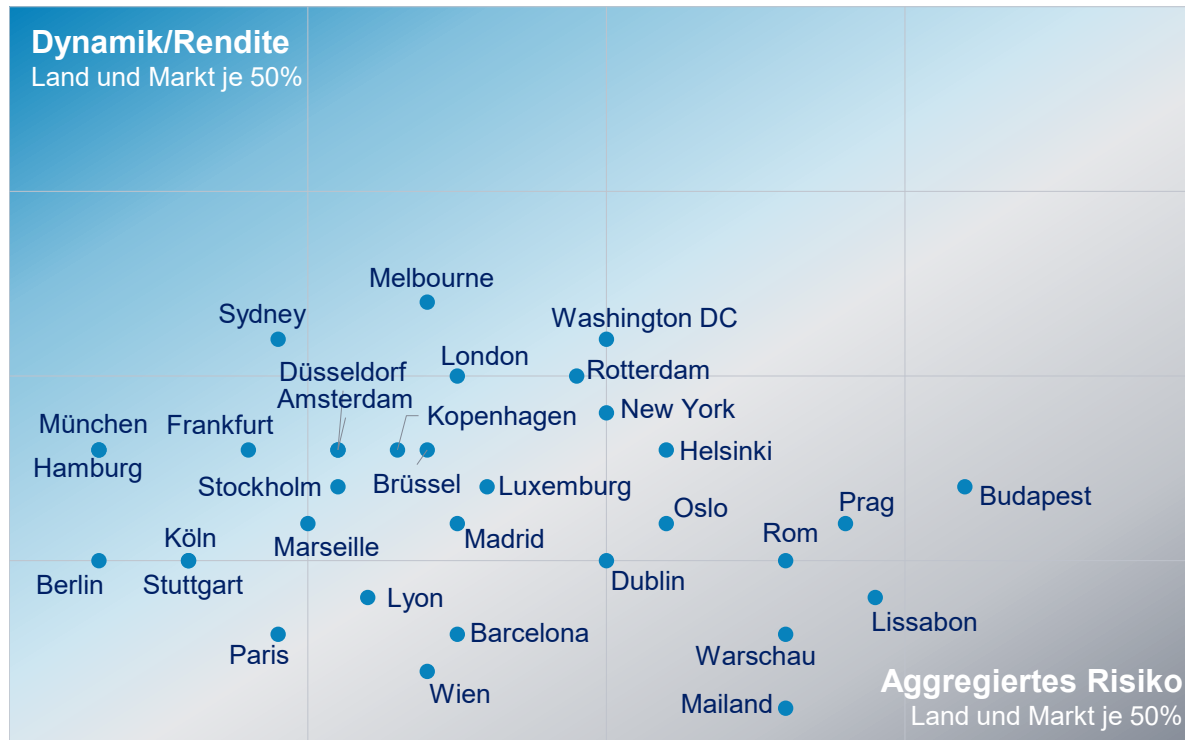 Dynamik/Rendite
Land und Markt je 50%
Melbourne
Sydney
Washington DC
London
Düsseldorf
Rotterdam
Amsterdam
New York
Kopenhagen
München
Frankfurt
Helsinki
Hamburg
Brüssel
Stockholm
Luxemburg
Budapest
Prag
Oslo
Rom
Köln
Madrid
Marseille
Berlin
Stuttgart
Dublin
Lyon
Lissabon
Barcelona
Paris
Warschau
Wien
Aggregiertes Risiko
Mailand
Land und Markt je 50%